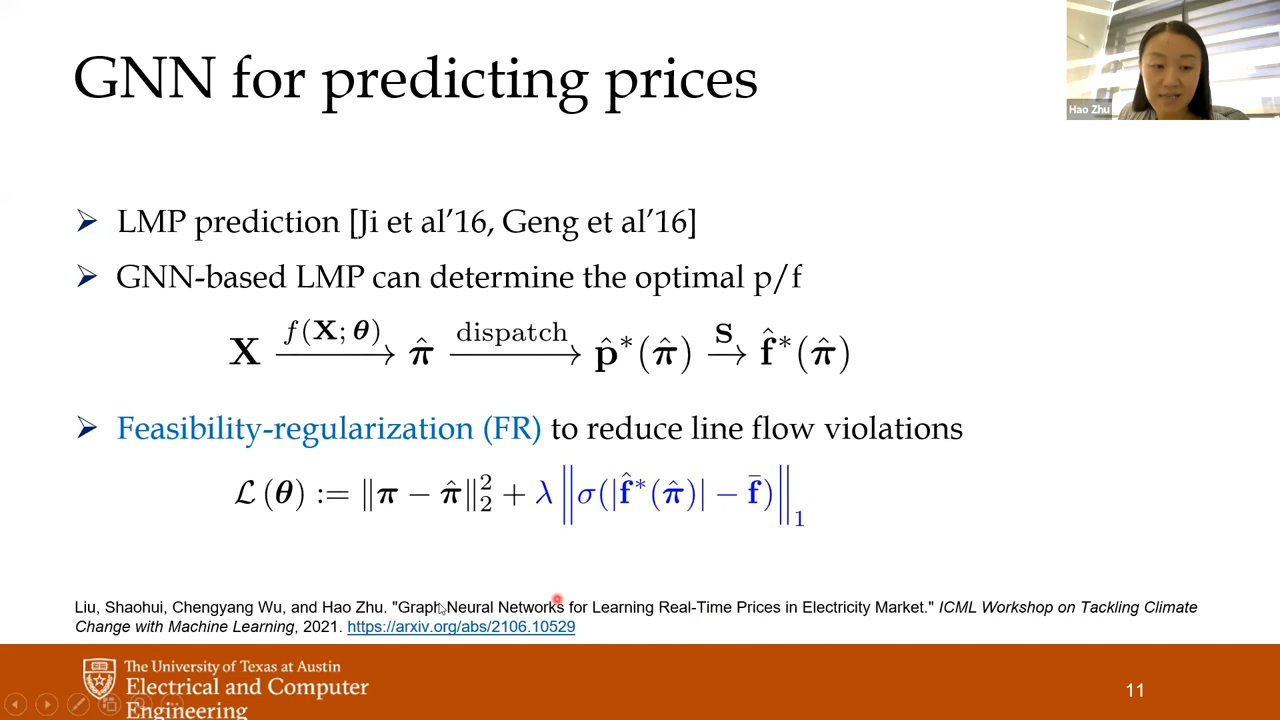 GNN for predicting prices
Hao Zhu
➢ LMP prediction [Ji et al’16, Geng et al’16]
➢ GNN-based LMP can determine the optimal p/f
X \xrightarrow{f(X; θ)} π̂ \xrightarrow{dispatch} p̂*(π̂) \xrightarrow{S} f̂*(π̂)
➢ Feasibility-regularization (FR) to reduce line flow violations
ℒ (θ) := ‖π − π̂‖₂² + λ ‖σ(|f̂*(π̂)| − f̄)‖₁
Liu, Shaohui, Chengyang Wu, and Hao Zhu. "Graph Neural Networks for Learning Real-Time Prices in Electricity Market." ICML Workshop on Tackling Climate
Change with Machine Learning, 2021. https://arxiv.org/abs/2106.10529
The University of Texas at Austin
Electrical and Computer
Engineering
11